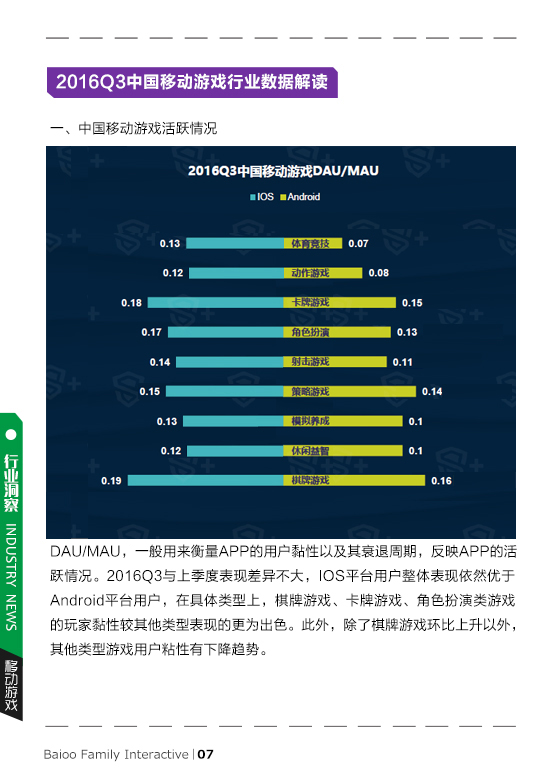 2016Q3中国移动游戏行业数据解读
一、中国移动游戏活跃情况
2016Q3中国移动游戏DAU/MAU
IOS Android
0.13 体育竞技 0.07
0.12 动作游戏 0.08
0.18 卡牌游戏 0.15
0.17 角色扮演 0.13
0.14 射击游戏 0.11
0.15 策略游戏 0.14
0.13 模拟养成 0.1
0.12 休闲益智 0.1
0.19 棋牌游戏 0.16
DAU/MAU，一般用来衡量APP的用户黏性以及其衰退周期，反映APP的活
跃情况。2016Q3与上季度表现差异不大，IOS平台用户整体表现依然优于
Android平台用户，在具体类型上，棋牌游戏、卡牌游戏、角色扮演类游戏
的玩家黏性较其他类型表现的更为出色。此外，除了棋牌游戏环比上升以外，
其他类型游戏用户粘性有下降趋势。
行业洞察 INDUSTRY NEWS
移动游戏
Baioo Family Interactive | 07